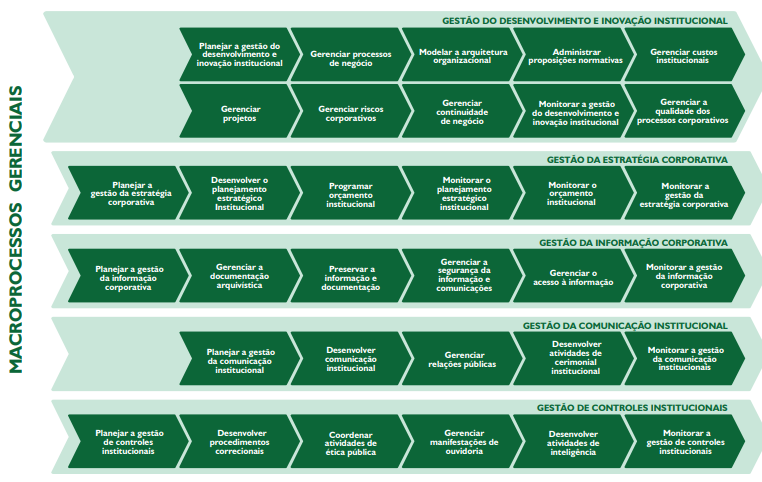 MACROPROCESSOS GERENCIAIS
GESTÃO DO DESENVOLVIMENTO E INOVAÇÃO INSTITUCIONAL
Planejar a gestão do
desenvolvimento e
inovação institucional
Gerenciar processos
de negócio
Modelar a arquitetura
organizacional
Administrar
proposições normativas
Gerenciar custos
institucionais
Gerenciar
projetos
Gerenciar riscos
corporativos
Gerenciar
continuidade
de negócio
Monitorar a gestão
do desenvolvimento e
inovação institucional
Gerenciar a
qualidade dos
processos corporativos
GESTÃO DA ESTRATÉGIA CORPORATIVA
Planejar a
gestão da estratégia
corporativa
Desenvolver o
planejamento
estratégico
Institucional
Programar
orçamento
institucional
Monitorar o
planejamento
estratégico
institucional
Monitorar o
orçamento
institucional
Monitorar a
gestão da
estratégia corporativa
GESTÃO DA INFORMAÇÃO CORPORATIVA
Planejar a gestão
da informação
corporativa
Gerenciar a
documentação
arquivística
Preservar a
informação e
documentação
Gerenciar a
segurança da
informação e
comunicações
Gerenciar o
acesso à informação
Monitorar a gestão
da informação
corporativa
GESTÃO DA COMUNICAÇÃO INSTITUCIONAL
Planejar a gestão
da comunicação
institucional
Desenvolver
comunicação
institucional
Gerenciar
relações públicas
Desenvolver
atividades de
cerimonial
institucional
Monitorar a gestão
da comunicação
institucionais
GESTÃO DE CONTROLES INSTITUCIONAIS
Planejar a gestão
de controles
institucionais
Desenvolver
procedimentos
correcionais
Coordenar
atividades de
ética pública
Gerenciar
manifestações de
ouvidoria
Desenvolver
atividades de
inteligência
Monitorar a
gestão de controles
institucionais